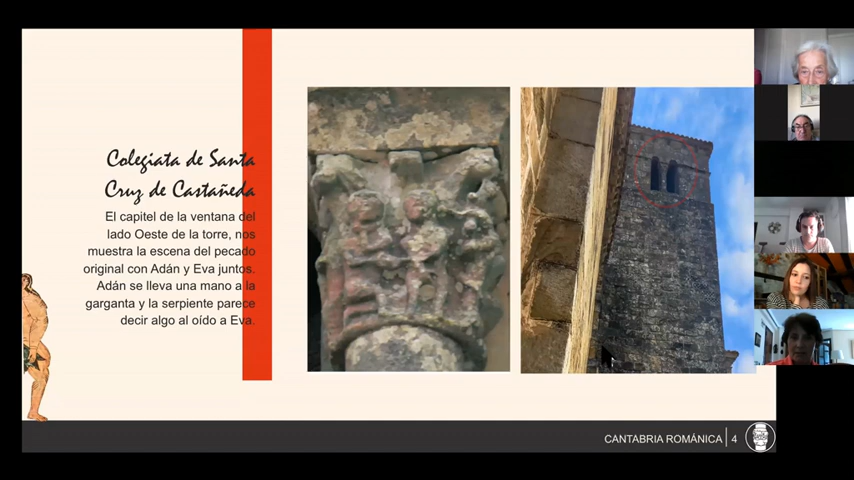 Colegiata de Santa
Cruz de Castañeda
El capitel de la ventana del
lado Oeste de la torre, nos
muestra la escena del pecado
original con Adán y Eva juntos.
Adán se lleva una mano a la
garganta y la serpiente parece
decir algo al oído a Eva.
CANTABRIA ROMÁNICA 4